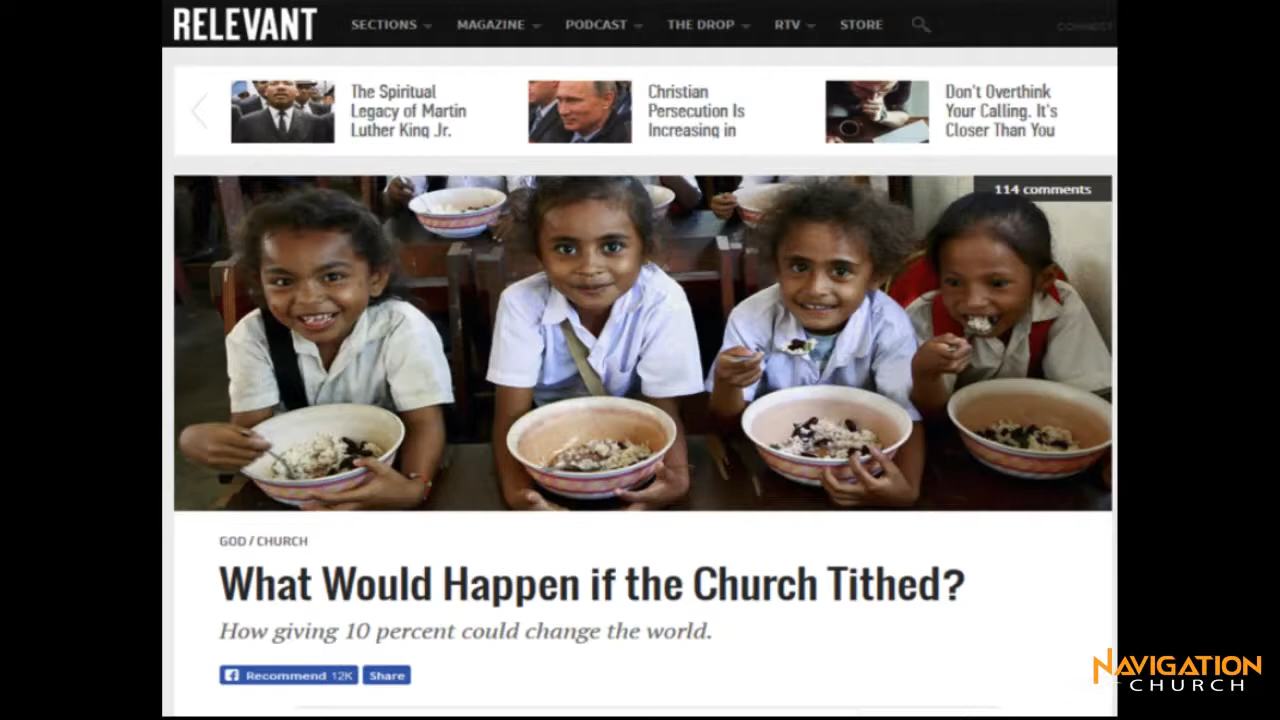 RELEVANT
SECTIONS
MAGAZINE
PODCAST
THE DROP
RTV
STORE
CONNECT
The Spiritual
Legacy of Martin
Luther King Jr.
Christian
Persecution Is
Increasing in
Don't Overthink
Your Calling. It's
Closer Than You
114 comments
GOD / CHURCH
What Would Happen if the Church Tithed?
How giving 10 percent could change the world.
Recommend 12K
Share
NAVIGATION
CHURCH